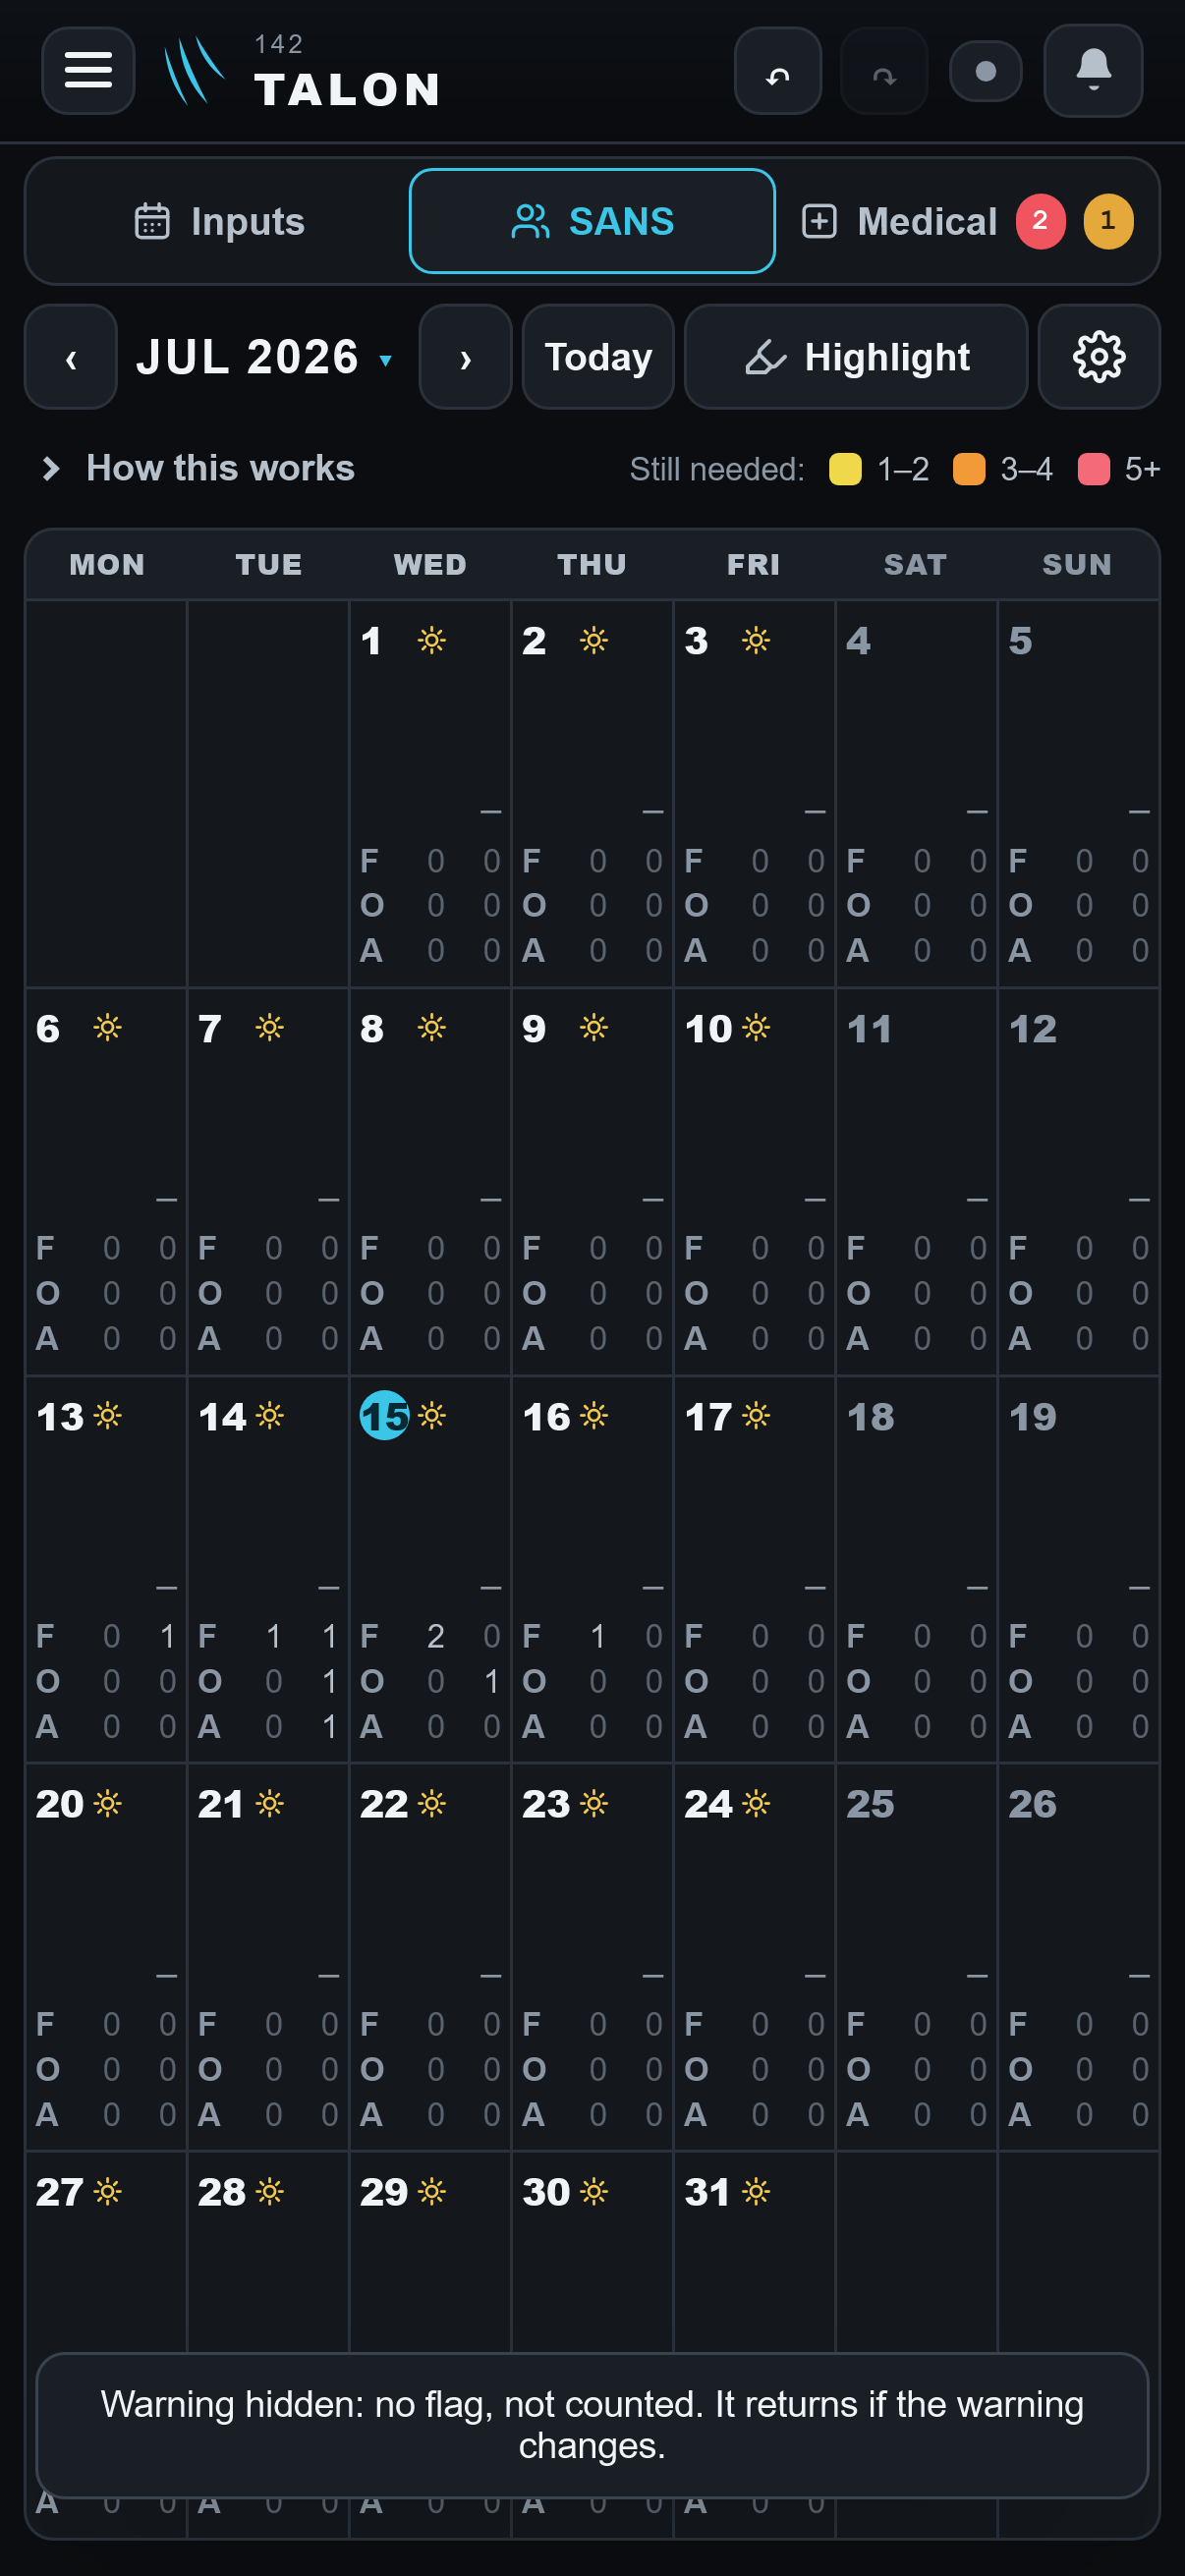 142
TALON
Inputs SANS Medical 2 1
‹ JUL 2026 ▾ › Today Highlight
How this works Still needed: 1–2 3–4 5+
MON TUE WED THU FRI SAT SUN
1 2 3 4 5
– – – – –
F 0 0 F 0 0 F 0 0 F 0 0 F 0 0
O 0 0 O 0 0 O 0 0 O 0 0 O 0 0
A 0 0 A 0 0 A 0 0 A 0 0 A 0 0
6 7 8 9 10 11 12
– – – – – – –
F 0 0 F 0 0 F 0 0 F 0 0 F 0 0 F 0 0 F 0 0
O 0 0 O 0 0 O 0 0 O 0 0 O 0 0 O 0 0 O 0 0
A 0 0 A 0 0 A 0 0 A 0 0 A 0 0 A 0 0 A 0 0
13 14 15 16 17 18 19
– – – – – – –
F 0 1 F 1 1 F 2 0 F 1 0 F 0 0 F 0 0 F 0 0
O 0 0 O 0 1 O 0 1 O 0 0 O 0 0 O 0 0 O 0 0
A 0 0 A 0 1 A 0 0 A 0 0 A 0 0 A 0 0 A 0 0
20 21 22 23 24 25 26
– – – – – – –
F 0 0 F 0 0 F 0 0 F 0 0 F 0 0 F 0 0 F 0 0
O 0 0 O 0 0 O 0 0 O 0 0 O 0 0 O 0 0 O 0 0
A 0 0 A 0 0 A 0 0 A 0 0 A 0 0 A 0 0 A 0 0
27 28 29 30 31
Warning hidden: no flag, not counted. It returns if the warning
changes.
A 0 0 A 0 0 A 0 0 A 0 0 A 0 0